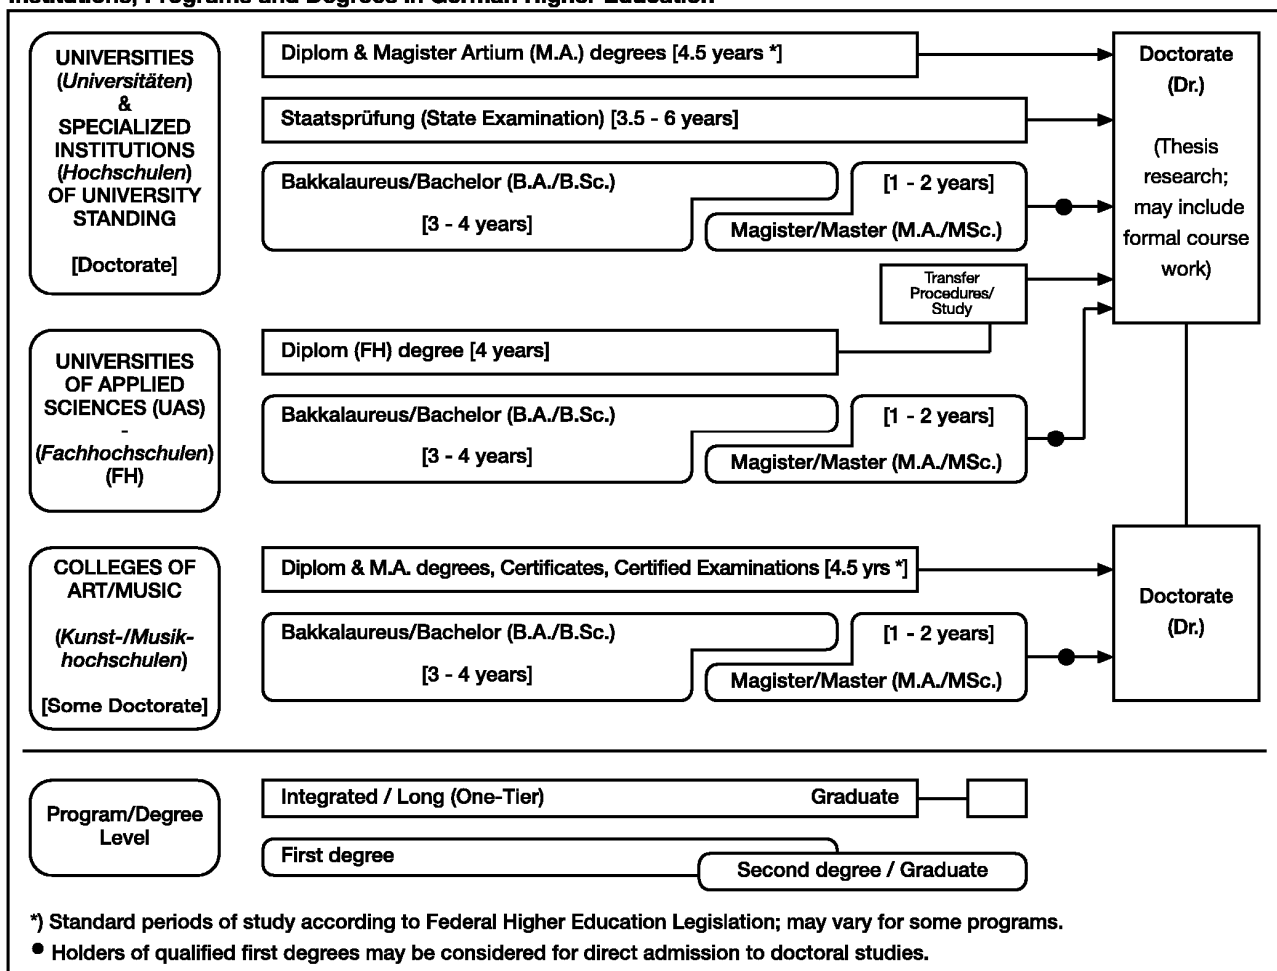 Institutions, Programs and Degrees in German Higher Education
UNIVERSITIES
(Universitäten)
&
SPECIALIZED
INSTITUTIONS
(Hochschulen)
OF UNIVERSITY
STANDING
[Doctorate]
Diplom & Magister Artium (M.A.) degrees [4.5 years *]
Staatsprüfung (State Examination) [3.5 - 6 years]
Bakkalaureus/Bachelor (B.A./B.Sc.)
[3 - 4 years]
[1 - 2 years]
Magister/Master (M.A./MSc.)
Transfer
Procedures/
Study
Doctorate
(Dr.)
(Thesis
research;
may include
formal course
work)
UNIVERSITIES
OF APPLIED
SCIENCES (UAS)
-
(Fachhochschulen)
(FH)
Diplom (FH) degree [4 years]
Bakkalaureus/Bachelor (B.A./B.Sc.)
[3 - 4 years]
[1 - 2 years]
Magister/Master (M.A./MSc.)
COLLEGES OF
ART/MUSIC
(Kunst-/Musik-
hochschulen)
[Some Doctorate]
Diplom & M.A. degrees, Certificates, Certified Examinations [4.5 yrs *]
Bakkalaureus/Bachelor (B.A./B.Sc.)
[3 - 4 years]
[1 - 2 years]
Magister/Master (M.A./MSc.)
Doctorate
(Dr.)
Program/Degree
Level
Integrated / Long (One-Tier) Graduate
First degree
Second degree / Graduate
*) Standard periods of study according to Federal Higher Education Legislation; may vary for some programs.
● Holders of qualified first degrees may be considered for direct admission to doctoral studies.